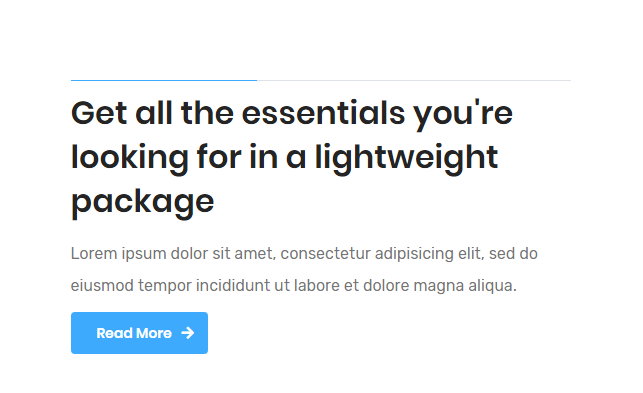 Get all the essentials you're
looking for in a lightweight
package
Lorem ipsum dolor sit amet, consectetur adipisicing elit, sed do
eiusmod tempor incididunt ut labore et dolore magna aliqua.
Read More